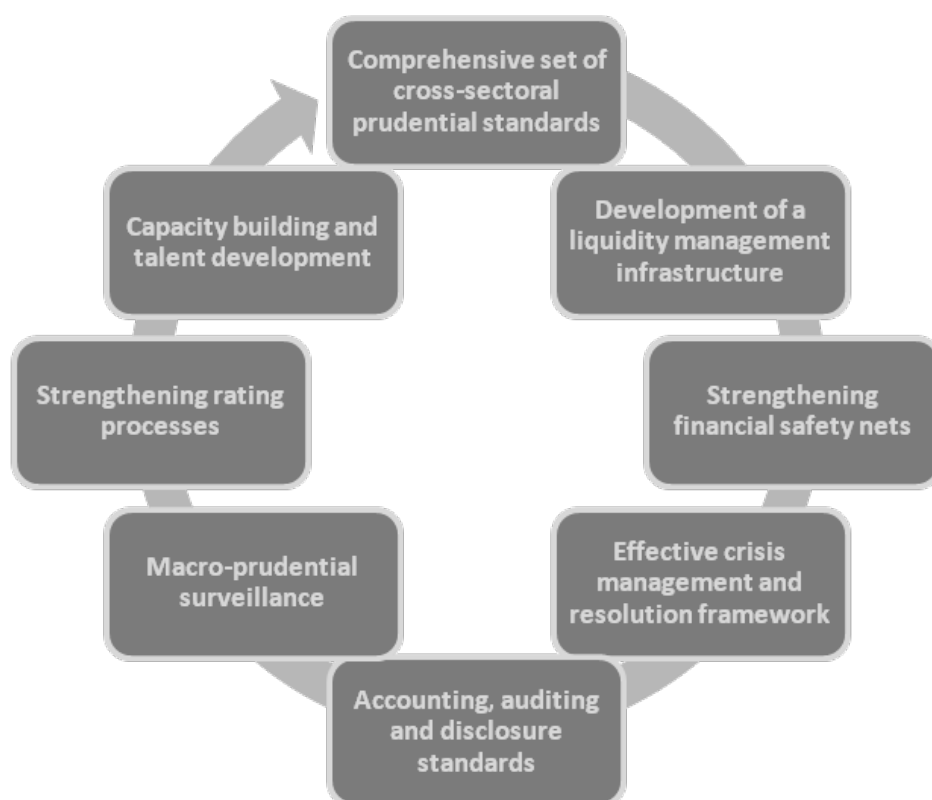 Comprehensive set of
cross-sectoral
prudential standards
Development of a
liquidity management
infrastructure
Strengthening
financial safety nets
Effective crisis
management and
resolution framework
Accounting, auditing
and disclosure
standards
Macro-prudential
surveillance
Strengthening rating
processes
Capacity building and
talent development